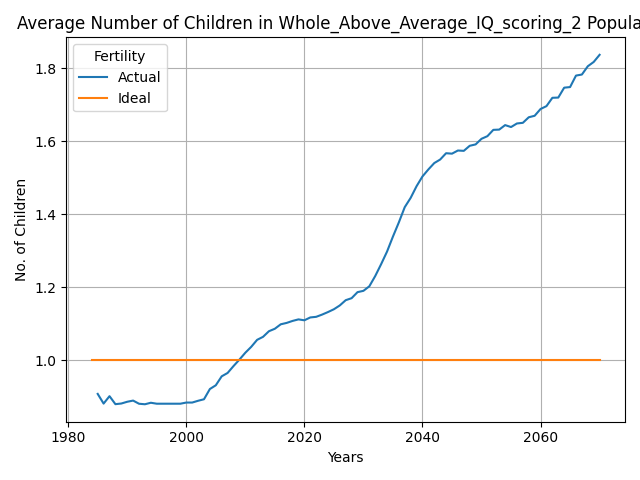 Average Number of Children in Whole_Above_Average_IQ_scoring_2 Popula
Fertility
Actual
Ideal
1.8
1.6
1.4
1.2
1.0
No. of Children
1980
2000
2020
2040
2060
Years